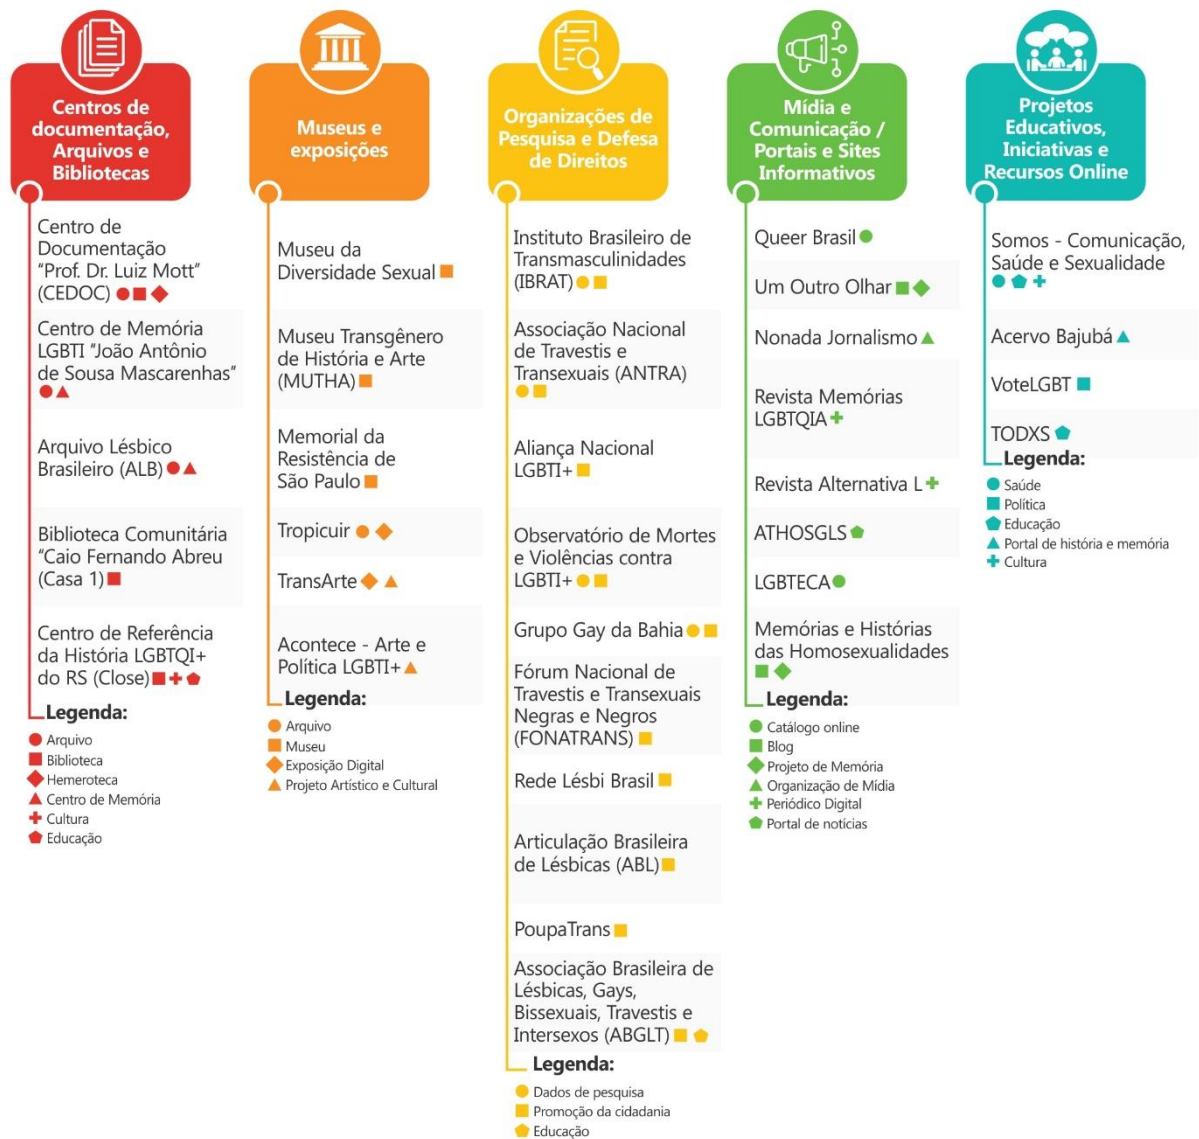 Centros de
documentação,
Arquivos e
Bibliotecas
Centro de
Documentação
"Prof. Dr. Luiz Mott"
(CEDOC)
Centro de Memória
LGBTI "João Antônio
de Sousa Mascarenhas"
Arquivo Lésbico
Brasileiro (ALB)
Biblioteca Comunitária
"Caio Fernando Abreu
(Casa 1)
Centro de Referência
da História LGBTQI+
do RS (Close)
Legenda:
Arquivo
Biblioteca
Hemeroteca
Centro de Memória
Cultura
Educação
Museus e
exposições
Museu da
Diversidade Sexual
Museu Transgênero
de História e Arte
(MUTHA)
Memorial da
Resistência de
São Paulo
Tropicuir
TransArte
Acontece - Arte e
Política LGBTI+
Legenda:
Arquivo
Museu
Exposição Digital
Projeto Artístico e Cultural
Organizações de
Pesquisa e Defesa
de Direitos
Instituto Brasileiro de
Transmasculinidades
(IBRAT)
Associação Nacional
de Travestis e
Transexuais (ANTRA)
Aliança Nacional
LGBTI+
Observatório de Mortes
e Violências contra
LGBTI+
Grupo Gay da Bahia
Fórum Nacional de
Travestis e Transexuais
Negras e Negros
(FONATRANS)
Rede Lésbi Brasil
Articulação Brasileira
de Lésbicas (ABL)
PoupaTrans
Associação Brasileira de
Lésbicas, Gays,
Bissexuais, Travestis e
Intersexos (ABGLT)
Legenda:
Dados de pesquisa
Promoção da cidadania
Educação
Mídia e
Comunicação /
Portais e Sites
Informativos
Queer Brasil
Um Outro Olhar
Nonada Jornalismo
Revista Memórias
LGBTQIA
Revista Alternativa L
ATHOSGLS
LGBTECA
Memórias e Histórias
das Homosexualidades
Legenda:
Catálogo online
Blog
Projeto de Memória
Organização de Mídia
Periódico Digital
Portal de notícias
Projetos
Educativos,
Iniciativas e
Recursos Online
Somos - Comunicação,
Saúde e Sexualidade
Acervo Bajubá
VoteLGBT
TODXS
Legenda:
Saúde
Política
Educação
Portal de história e memória
Cultura